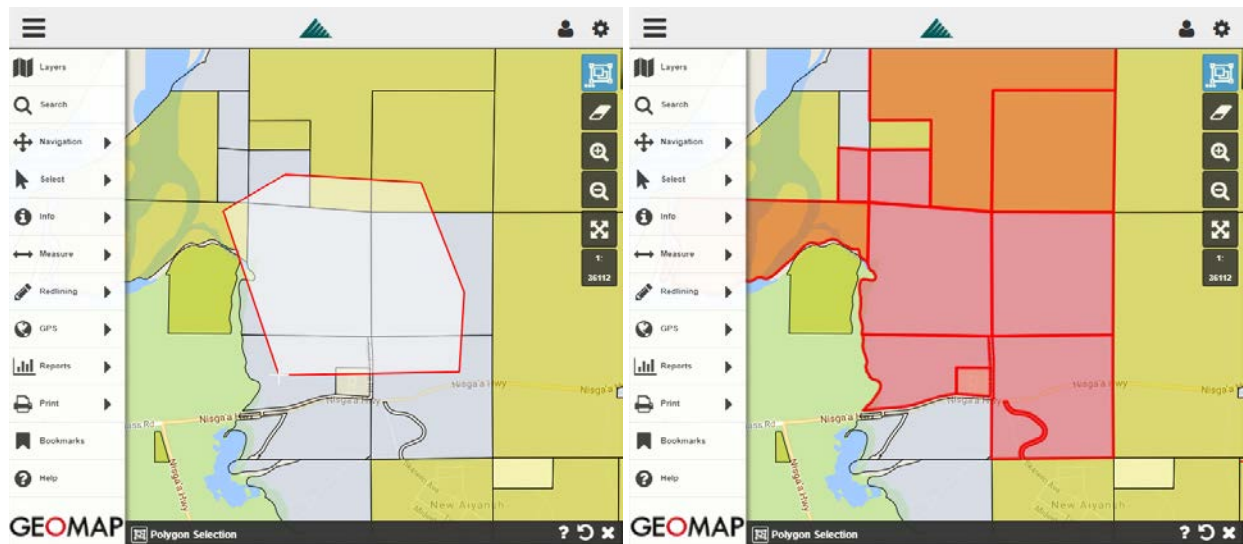 Layers
Search
Navigation
Select
Info
Measure
Redlining
GPS
Reports
Print
Bookmarks
Help
GEOMAP
1:
36112
Nisga'a Hwy
Nisga'a Hwy
Nisga'a
Nisga'a Hwy
New Aiyansh
Polygon Selection
?
Layers
Search
Navigation
Select
Info
Measure
Redlining
GPS
Reports
Print
Bookmarks
Help
GEOMAP
1:
36112
Nisga'a Hwy
Nisga'a Hwy
Nisga'a
Nisga'a Hwy
New Aiyansh
Polygon Selection
?